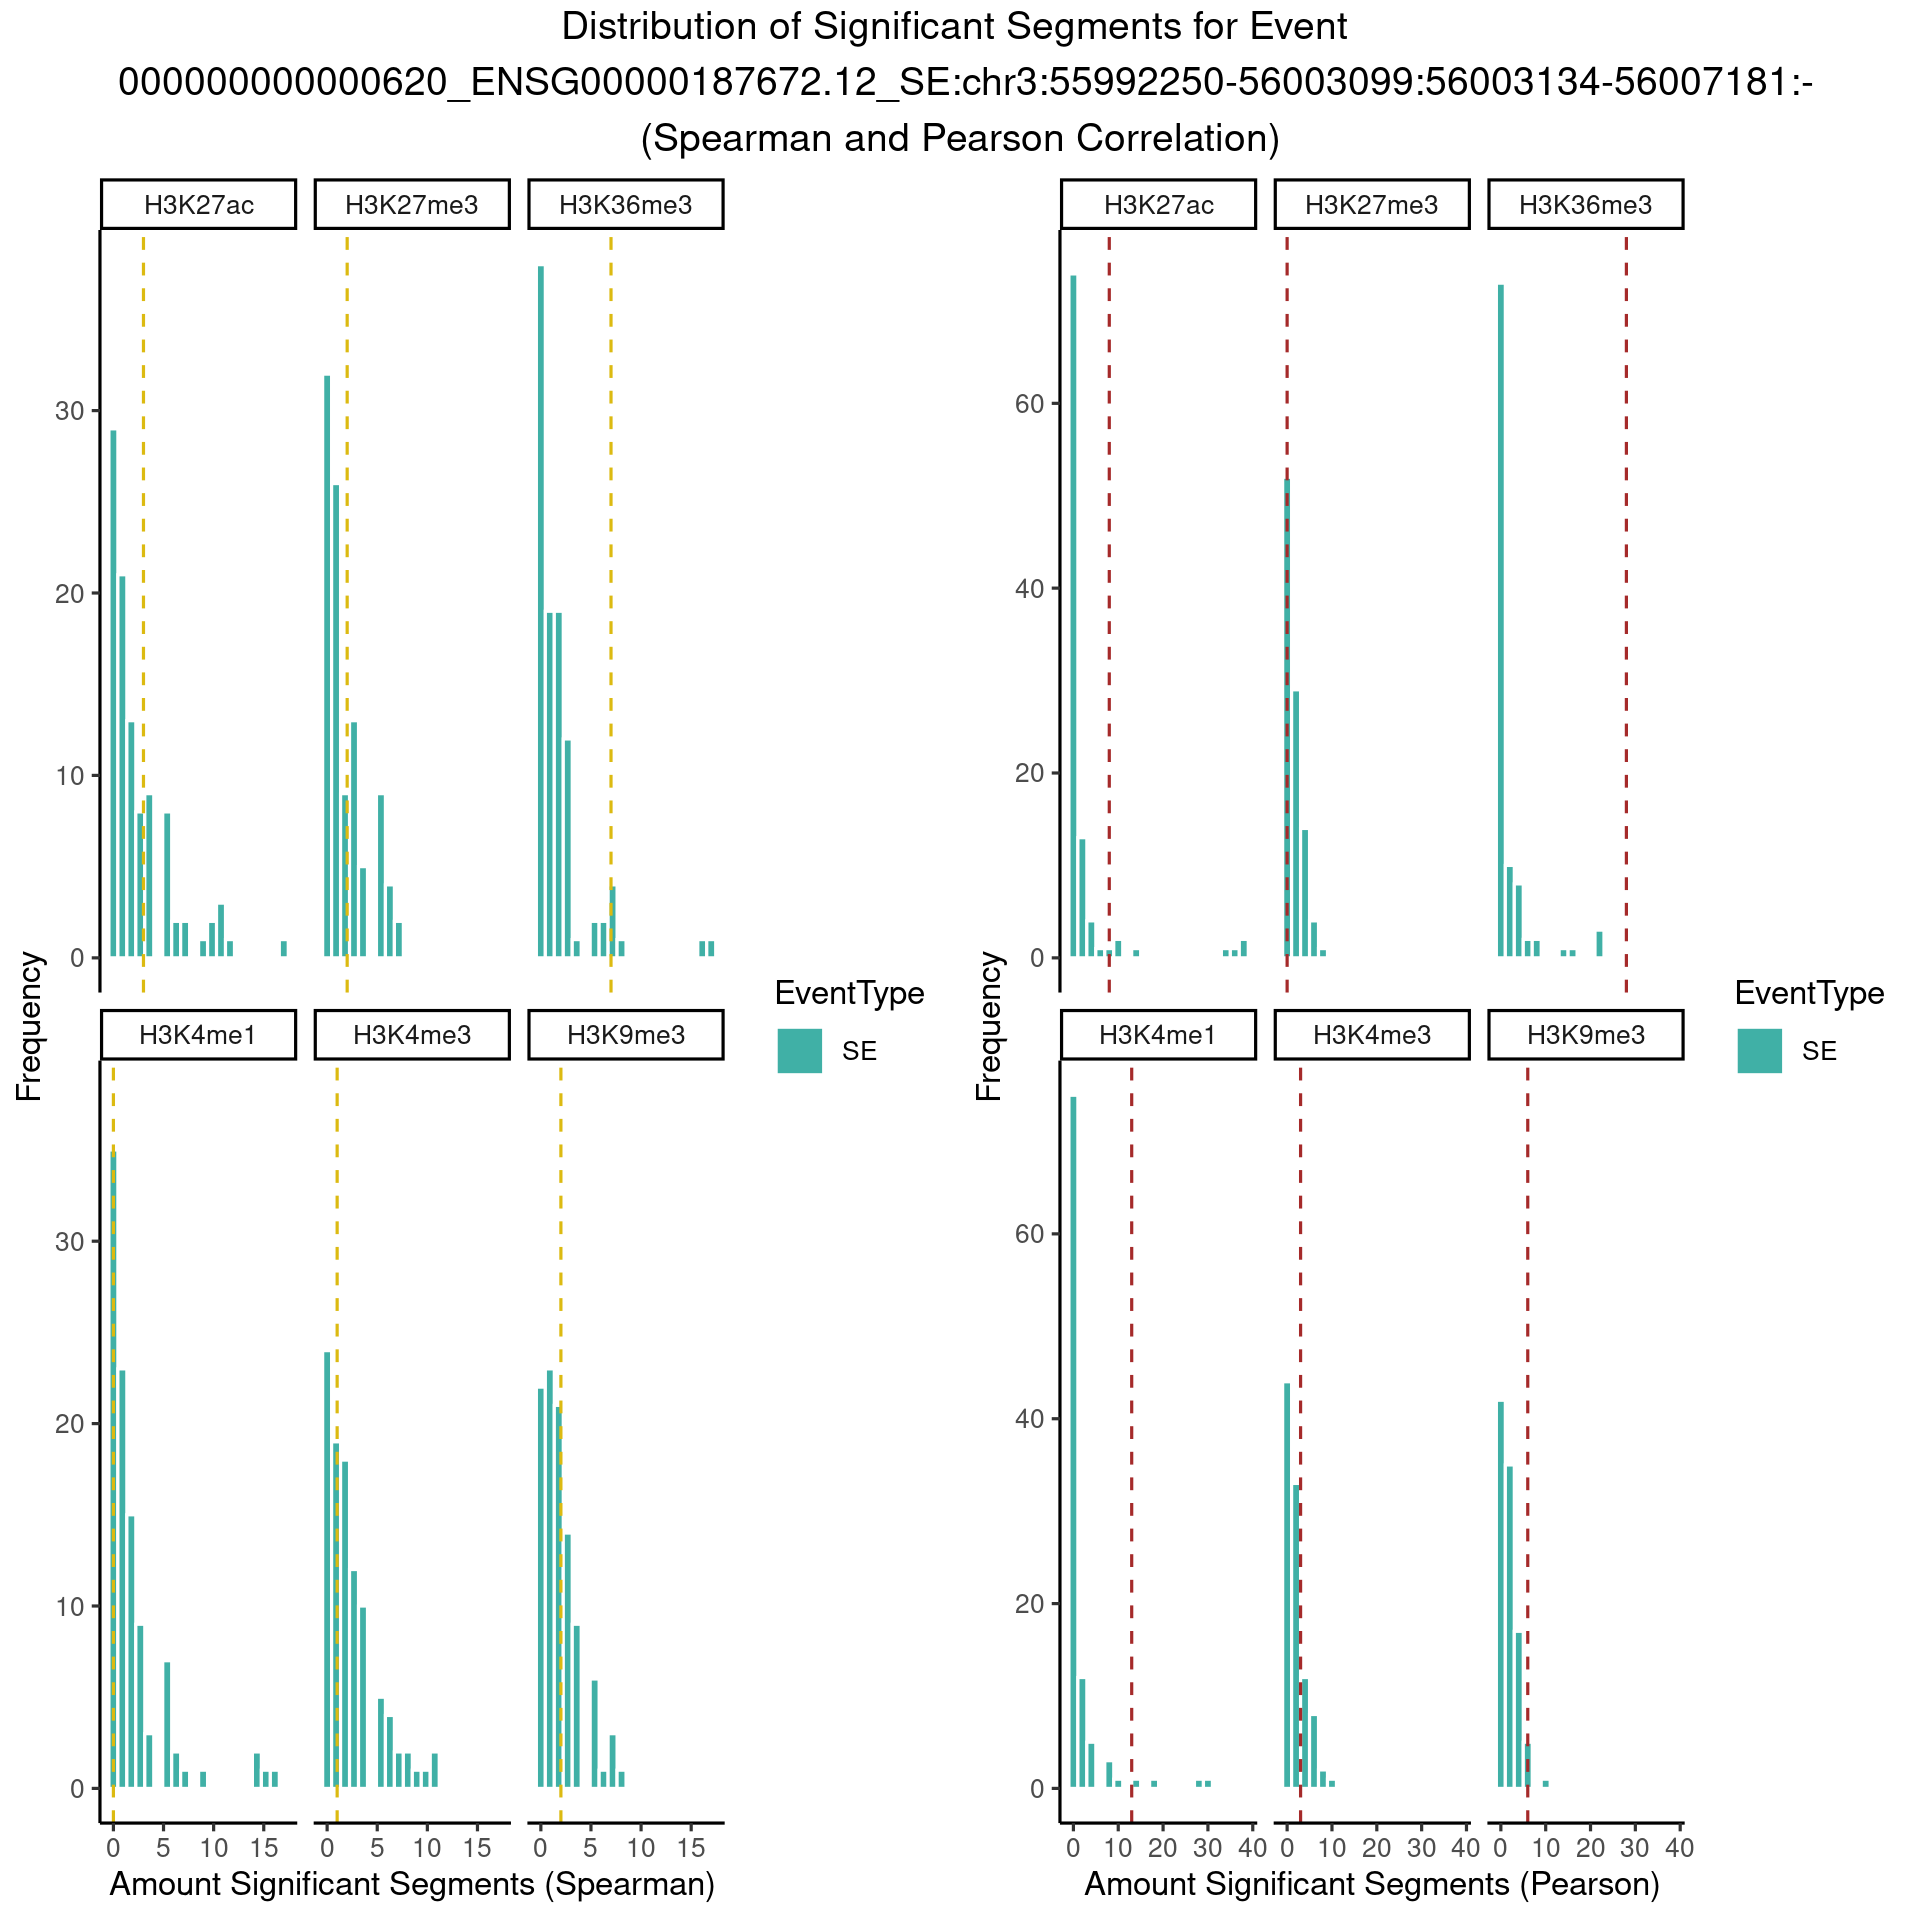 Distribution of Significant Segments for Event
000000000000620_ENSG00000187672.12_SE:chr3:55992250-56003099:56003134-56007181:-
(Spearman and Pearson Correlation)
H3K27ac H3K27me3 H3K36me3
30
20
10
0
H3K4me1 H3K4me3 H3K9me3
30
20
10
0
0 5 10 15 0 5 10 15 0 5 10 15
Frequency
Amount Significant Segments (Spearman)
EventType
SE
H3K27ac H3K27me3 H3K36me3
60
40
20
0
H3K4me1 H3K4me3 H3K9me3
60
40
20
0
0 10 20 30 40 0 10 20 30 40 0 10 20 30 40
Frequency
Amount Significant Segments (Pearson)
EventType
SE